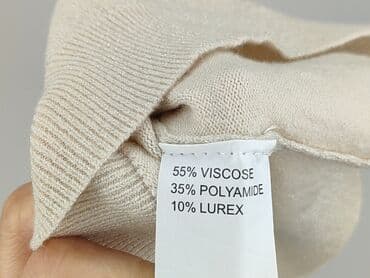 55% VISCOSE
35% POLYAMIDE
10% LUREX